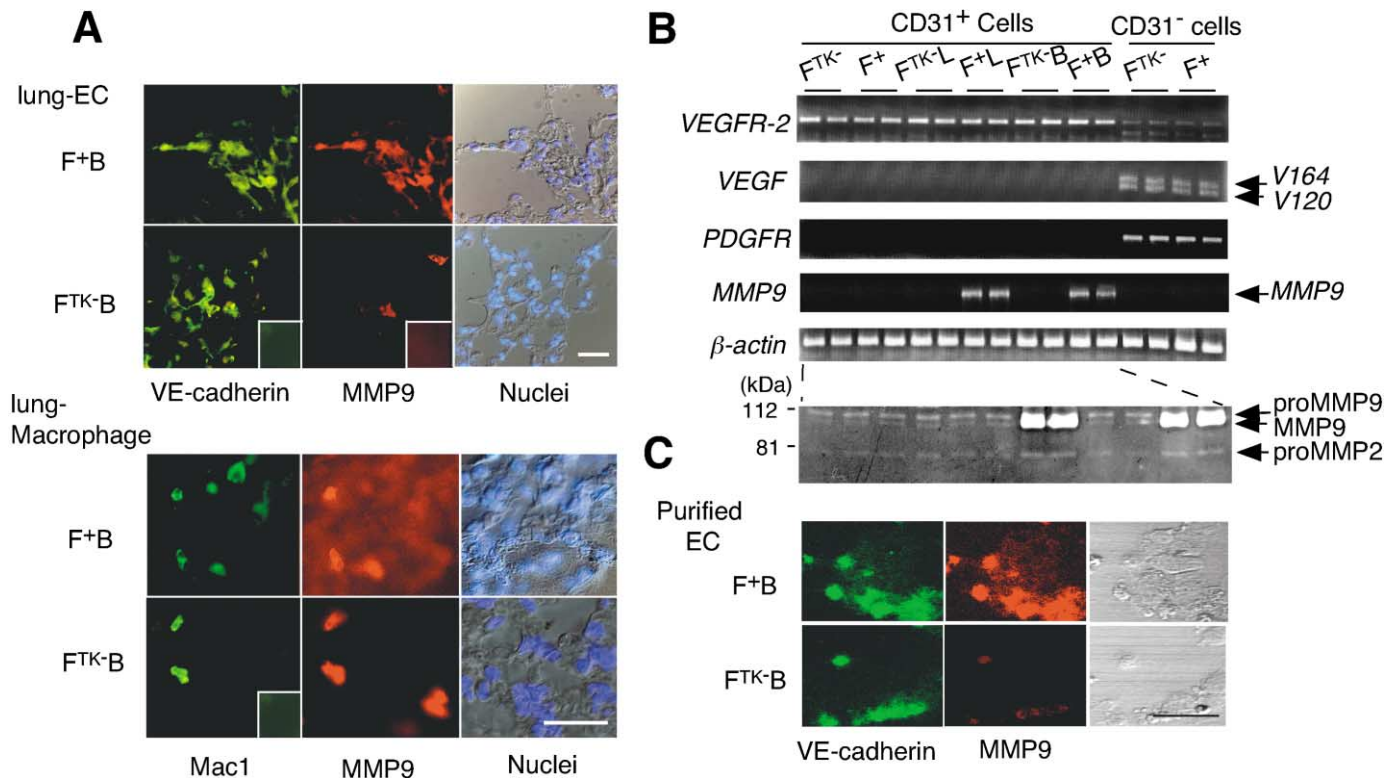 A
lung-EC
F+B
FTK-B
VE-cadherin MMP9 Nuclei
lung-
Macrophage
F+B
FTK-B
Mac1 MMP9 Nuclei
B
CD31+ Cells CD31- cells
FTK- F+ FTK-L F+L FTK-B F+B FTK- F+
VEGFR-2
VEGF
V164
V120
PDGFR
MMP9 MMP9
β-actin
(kDa)
112
81
proMMP9
MMP9
proMMP2
C
Purified
EC
F+B
FTK-B
VE-cadherin MMP9